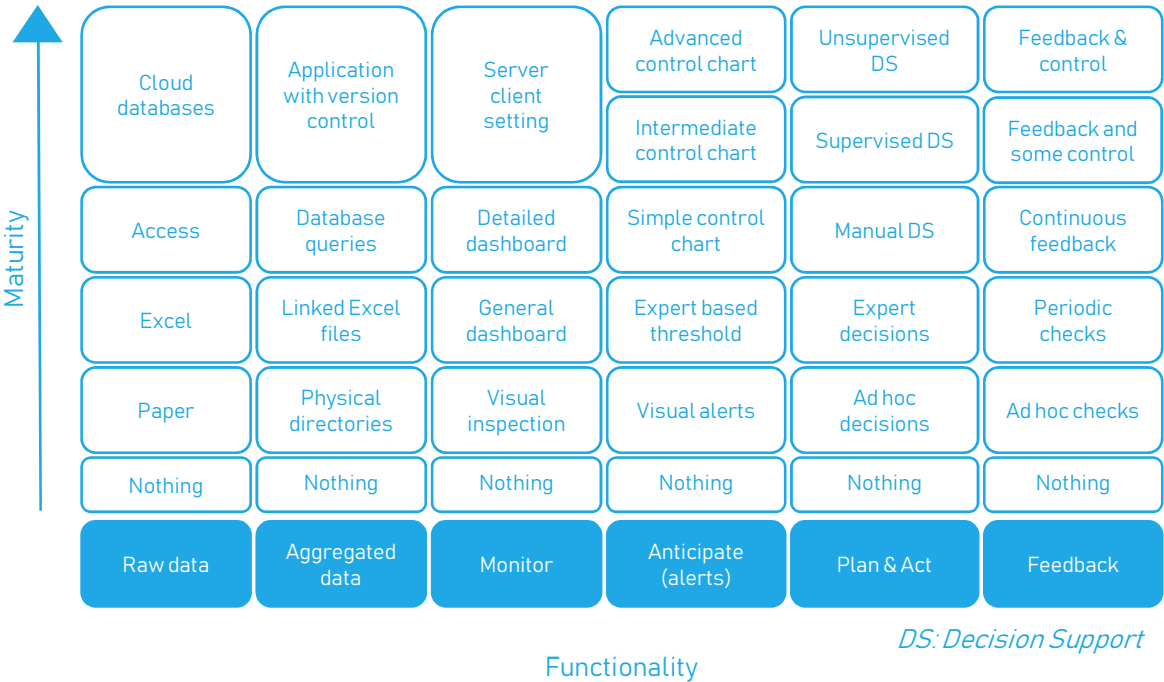 Cloud
databases
Application
with version
control
Server
client
setting
Advanced
control chart
Unsupervised
DS
Feedback &
control
Intermediate
control chart
Supervised DS
Feedback and
some control
Access
Database
queries
Detailed
dashboard
Simple control
chart
Manual DS
Continuous
feedback
Excel
Linked Excel
files
General
dashboard
Expert based
threshold
Expert
decisions
Periodic
checks
Paper
Physical
directories
Visual
inspection
Visual alerts
Ad hoc
decisions
Ad hoc checks
Nothing
Nothing
Nothing
Nothing
Nothing
Nothing
Raw data
Aggregated
data
Monitor
Anticipate
(alerts)
Plan & Act
Feedback
Maturity
DS: Decision Support
Functionality